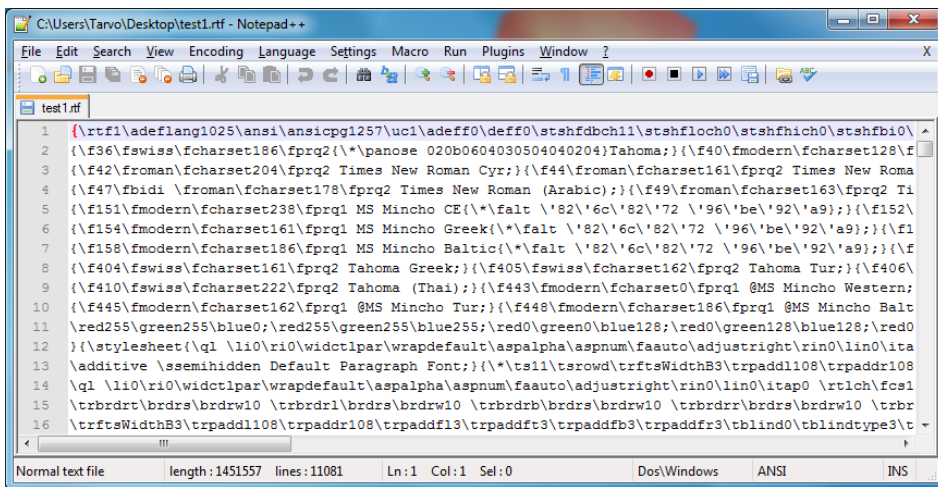 C:\Users\Tarvo\Desktop\test1.rtf - Notepad++
File Edit Search View Encoding Language Settings Macro Run Plugins Window ? X
test1.rtf
1 {\rtf1\adeflang1025\ansi\ansicpg1257\uc1\adeff0\deff0\stshfdbch11\stshfloch0\stshfhich0\stshfbi0\
2 {\f36\fswiss\fcharset186\fprq2{\*\panose 020b0604030504040204}Tahoma;}{\f40\fmodern\fcharset128\f
3 {\f42\froman\fcharset204\fprq2 Times New Roman Cyr;}{\f44\froman\fcharset161\fprq2 Times New Roma
4 {\f47\fbidi \froman\fcharset178\fprq2 Times New Roman (Arabic);}{\f49\froman\fcharset163\fprq2 Ti
5 {\f151\fmodern\fcharset238\fprq1 MS Mincho CE{\*\falt \'82\'6c\'82\'72 \'96\'be\'92\'a9};}{\f152\
6 {\f154\fmodern\fcharset161\fprq1 MS Mincho Greek{\*\falt \'82\'6c\'82\'72 \'96\'be\'92\'a9};}{\f1
7 {\f158\fmodern\fcharset186\fprq1 MS Mincho Baltic{\*\falt \'82\'6c\'82\'72 \'96\'be\'92\'a9};}{\f
8 {\f404\fswiss\fcharset161\fprq2 Tahoma Greek;}{\f405\fswiss\fcharset162\fprq2 Tahoma Tur;}{\f406\
9 {\f410\fswiss\fcharset222\fprq2 Tahoma (Thai);}{\f443\fmodern\fcharset0\fprq1 @MS Mincho Western;
10 {\f445\fmodern\fcharset162\fprq1 @MS Mincho Tur;}{\f448\fmodern\fcharset186\fprq1 @MS Mincho Balt
11 \red255\green255\blue0;\red255\green255\blue255;\red0\green0\blue128;\red0\green128\blue128;\red0
12 }{\stylesheet{\ql \li0\ri0\widctlpar\wrapdefault\aspalpha\aspnum\faauto\adjustright\rin0\lin0\ita
13 \additive \ssemihidden Default Paragraph Font;}{\*\ts11\tsrowd\trftsWidthB3\trpaddl108\trpaddr108
14 \ql \li0\ri0\widctlpar\wrapdefault\aspalpha\aspnum\faauto\adjustright\rin0\lin0\itap0 \rtlch\fcs1
15 \trbrdrt\brdrs\brdrw10 \trbrdrl\brdrs\brdrw10 \trbrdrb\brdrs\brdrw10 \trbrdrr\brdrs\brdrw10 \trbr
16 \trftsWidthB3\trpaddl108\trpaddr108\trpaddfl3\trpaddft3\trpaddfb3\trpaddfr3\tblind0\tblindtype3\t
Normal text file length : 1451557 lines : 11081 Ln : 1 Col : 1 Sel : 0 Dos\Windows ANSI INS